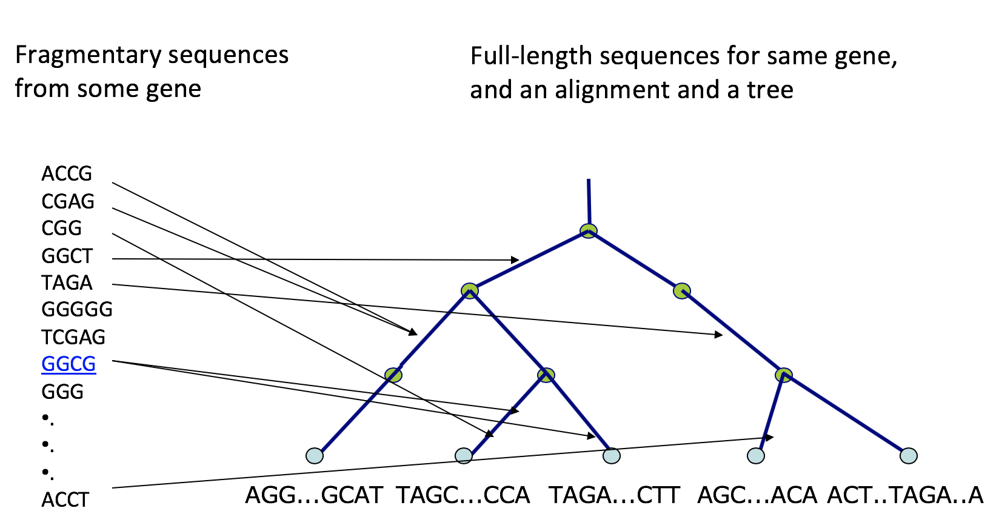 Fragmentary sequences
from some gene
Full-length sequences for same gene,
and an alignment and a tree
ACCG
CGAG
CGG
GGCT
TAGA
GGGGG
TCGAG
GGCG
GGG
•.
•.
•.
ACCT
AGG...GCAT TAGC...CCA TAGA...CTT AGC...ACA ACT..TAGA..A